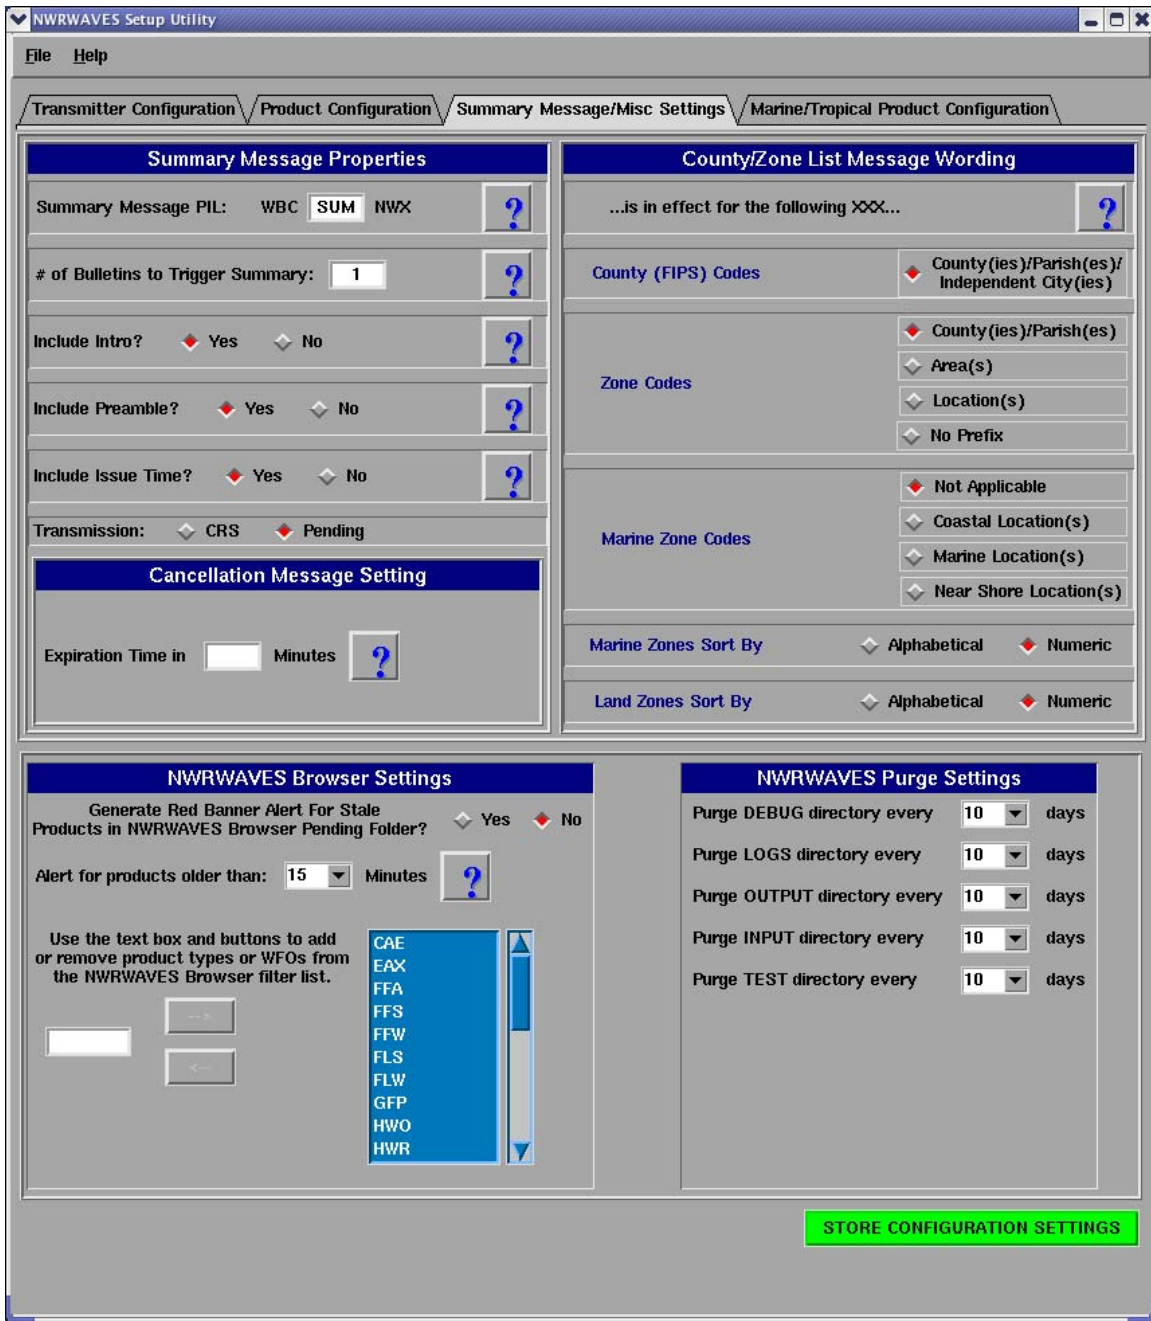 NWRWAVES Setup Utility
File Help
Transmitter Configuration Product Configuration Summary Message/Misc Settings Marine/Tropical Product Configuration
Summary Message Properties
Summary Message PIL: WBC SUM NWX ?
# of Bulletins to Trigger Summary: 1 ?
Include Intro? Yes No ?
Include Preamble? Yes No ?
Include Issue Time? Yes No ?
Transmission: CRS Pending
Cancellation Message Setting
Expiration Time in Minutes ?
County/Zone List Message Wording
...is in effect for the following XXX... ?
County (FIPS) Codes
County(ies)/Parish(es)/
Independent City(ies)
Zone Codes
County(ies)/Parish(es)
Area(s)
Location(s)
No Prefix
Marine Zone Codes
Not Applicable
Coastal Location(s)
Marine Location(s)
Near Shore Location(s)
Marine Zones Sort By Alphabetical Numeric
Land Zones Sort By Alphabetical Numeric
NWRWAVES Browser Settings
Generate Red Banner Alert For Stale
Products in NWRWAVES Browser Pending Folder? Yes No
Alert for products older than: 15 Minutes ?
Use the text box and buttons to add
or remove product types or WFOs from
the NWRWAVES Browser filter list.
-->
<--
CAE
EAX
FFA
FFS
FFW
FLS
FLW
GFP
HWO
HWR
NWRWAVES Purge Settings
Purge DEBUG directory every 10 days
Purge LOGS directory every 10 days
Purge OUTPUT directory every 10 days
Purge INPUT directory every 10 days
Purge TEST directory every 10 days
STORE CONFIGURATION SETTINGS